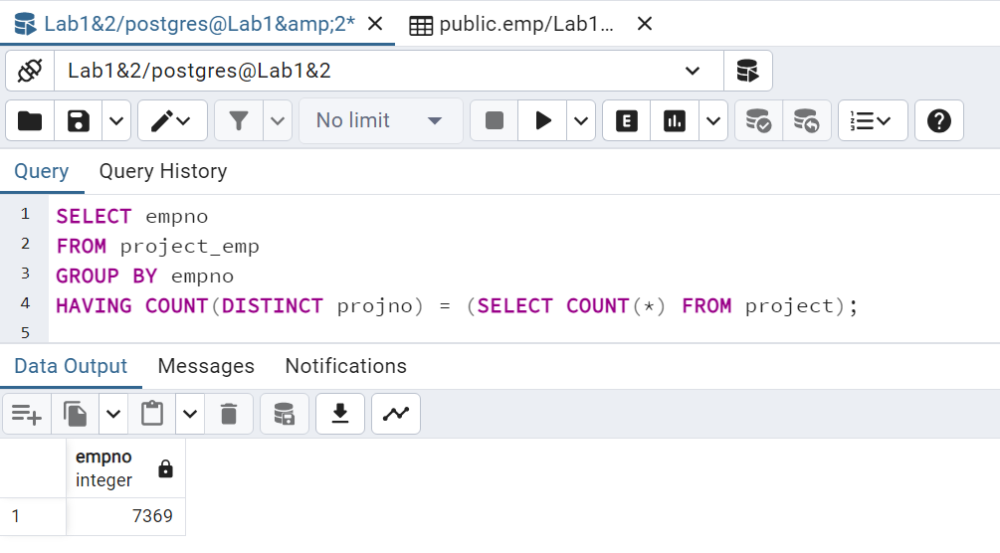 Lab1&2/postgres@Lab1&amp;2* public.emp/Lab1...
Lab1&2/postgres@Lab1&2
No limit
Query Query History
1 SELECT empno
2 FROM project_emp
3 GROUP BY empno
4 HAVING COUNT(DISTINCT projno) = (SELECT COUNT(*) FROM project);
5
Data Output Messages Notifications
empno
integer
1 7369